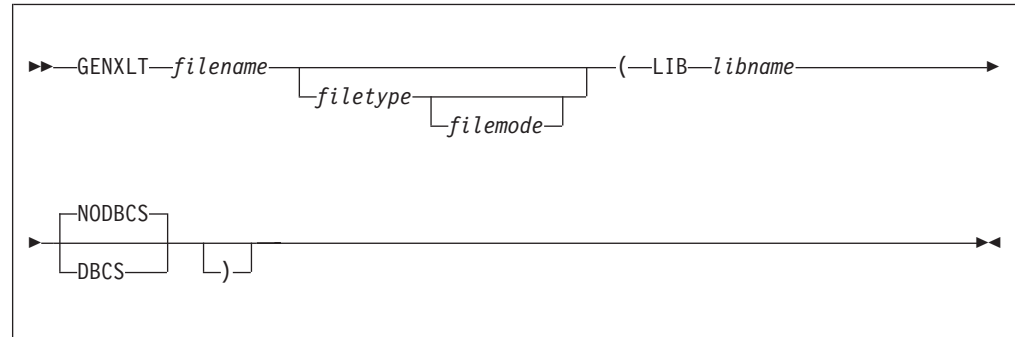 GENXLT filename ( LIB libname
filetype
filemode
NODBCS
DBCS )